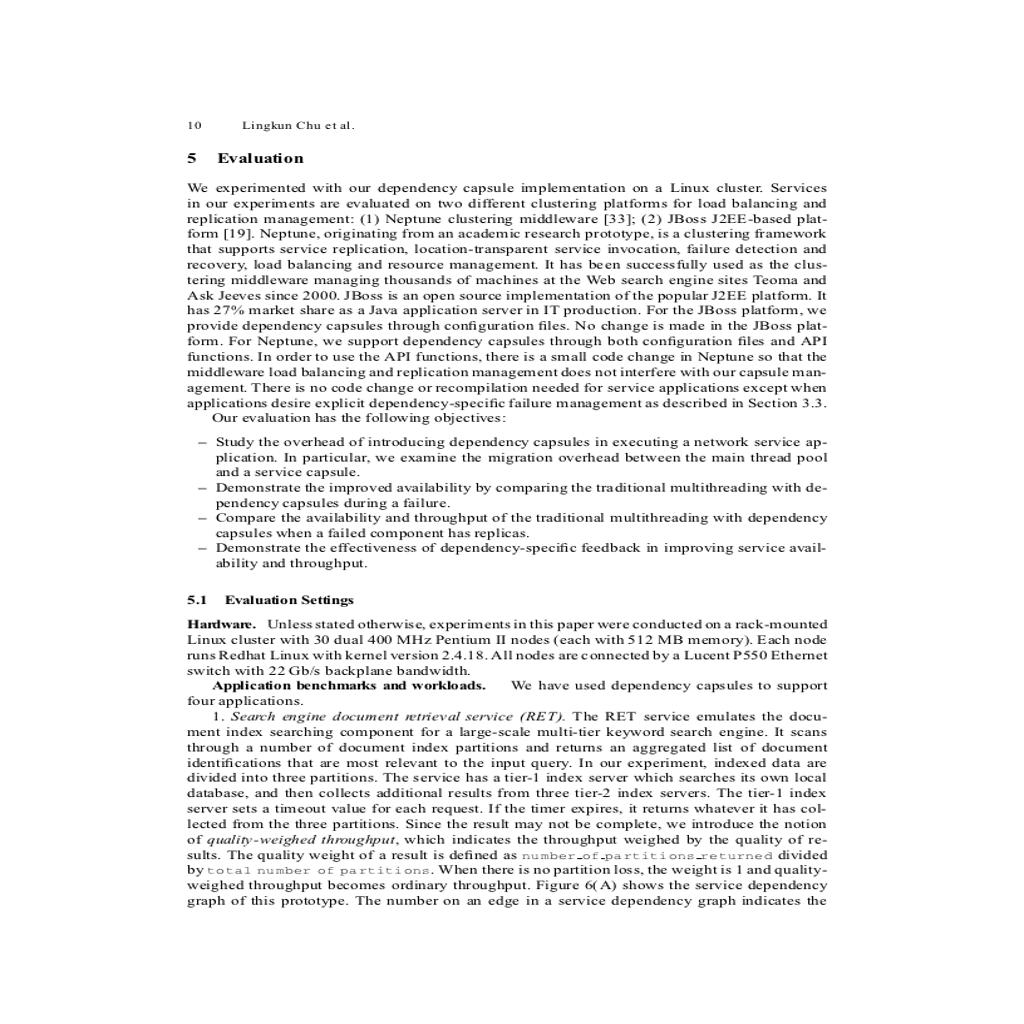 10 Lingkun Chu et al.
5 Evaluation
We experimented with our dependency capsule implementation on a Linux cluster. Services
in our experiments are evaluated on two different clustering platforms for load balancing and
replication management: (1) Neptune clustering middleware [33]; (2) JBoss J2EE-based plat-
form [19]. Neptune, originating from an academic research prototype, is a clustering framework
that supports service replication, location-transparent service invocation, failure detection and
recovery, load balancing and resource management. It has been successfully used as the clus-
tering middleware managing thousands of machines at the Web search engine sites Teoma and
Ask Jeeves since 2000. JBoss is an open source implementation of the popular J2EE platform. It
has 27% market share as a Java application server in IT production. For the JBoss platform, we
provide dependency capsules through configuration files. No change is made in the JBoss plat-
form. For Neptune, we support dependency capsules through both configuration files and API
functions. In order to use the API functions, there is a small code change in Neptune so that the
middleware load balancing and replication management does not interfere with our capsule man-
agement. There is no code change or recompilation needed for service applications except when
applications desire explicit dependency-specific failure management as described in Section 3.3.
Our evaluation has the following objectives:
– Study the overhead of introducing dependency capsules in executing a network service ap-
plication. In particular, we examine the migration overhead between the main thread pool
and a service capsule.
– Demonstrate the improved availability by comparing the traditional multithreading with de-
pendency capsules during a failure.
– Compare the availability and throughput of the traditional multithreading with dependency
capsules when a failed component has replicas.
– Demonstrate the effectiveness of dependency-specific feedback in improving service avail-
ability and throughput.
5.1 Evaluation Settings
Hardware. Unless stated otherwise, experiments in this paper were conducted on a rack-mounted
Linux cluster with 30 dual 400 MHz Pentium II nodes (each with 512 MB memory). Each node
runs Redhat Linux with kernel version 2.4.18. All nodes are connected by a Lucent P550 Ethernet
switch with 22 Gb/s backplane bandwidth.
Application benchmarks and workloads. We have used dependency capsules to support
four applications.
1. Search engine document retrieval service (RET). The RET service emulates the docu-
ment index searching component for a large-scale multi-tier keyword search engine. It scans
through a number of document index partitions and returns an aggregated list of document
identifications that are most relevant to the input query. In our experiment, indexed data are
divided into three partitions. The service has a tier-1 index server which searches its own local
database, and then collects additional results from three tier-2 index servers. The tier-1 index
server sets a timeout value for each request. If the timer expires, it returns whatever it has col-
lected from the three partitions. Since the result may not be complete, we introduce the notion
of quality-weighed throughput, which indicates the throughput weighed by the quality of re-
sults. The quality weight of a result is defined as number_of_partitions_returned divided
by total number of partitions. When there is no partition loss, the weight is 1 and quality-
weighed throughput becomes ordinary throughput. Figure 6(A) shows the service dependency
graph of this prototype. The number on an edge in a service dependency graph indicates the